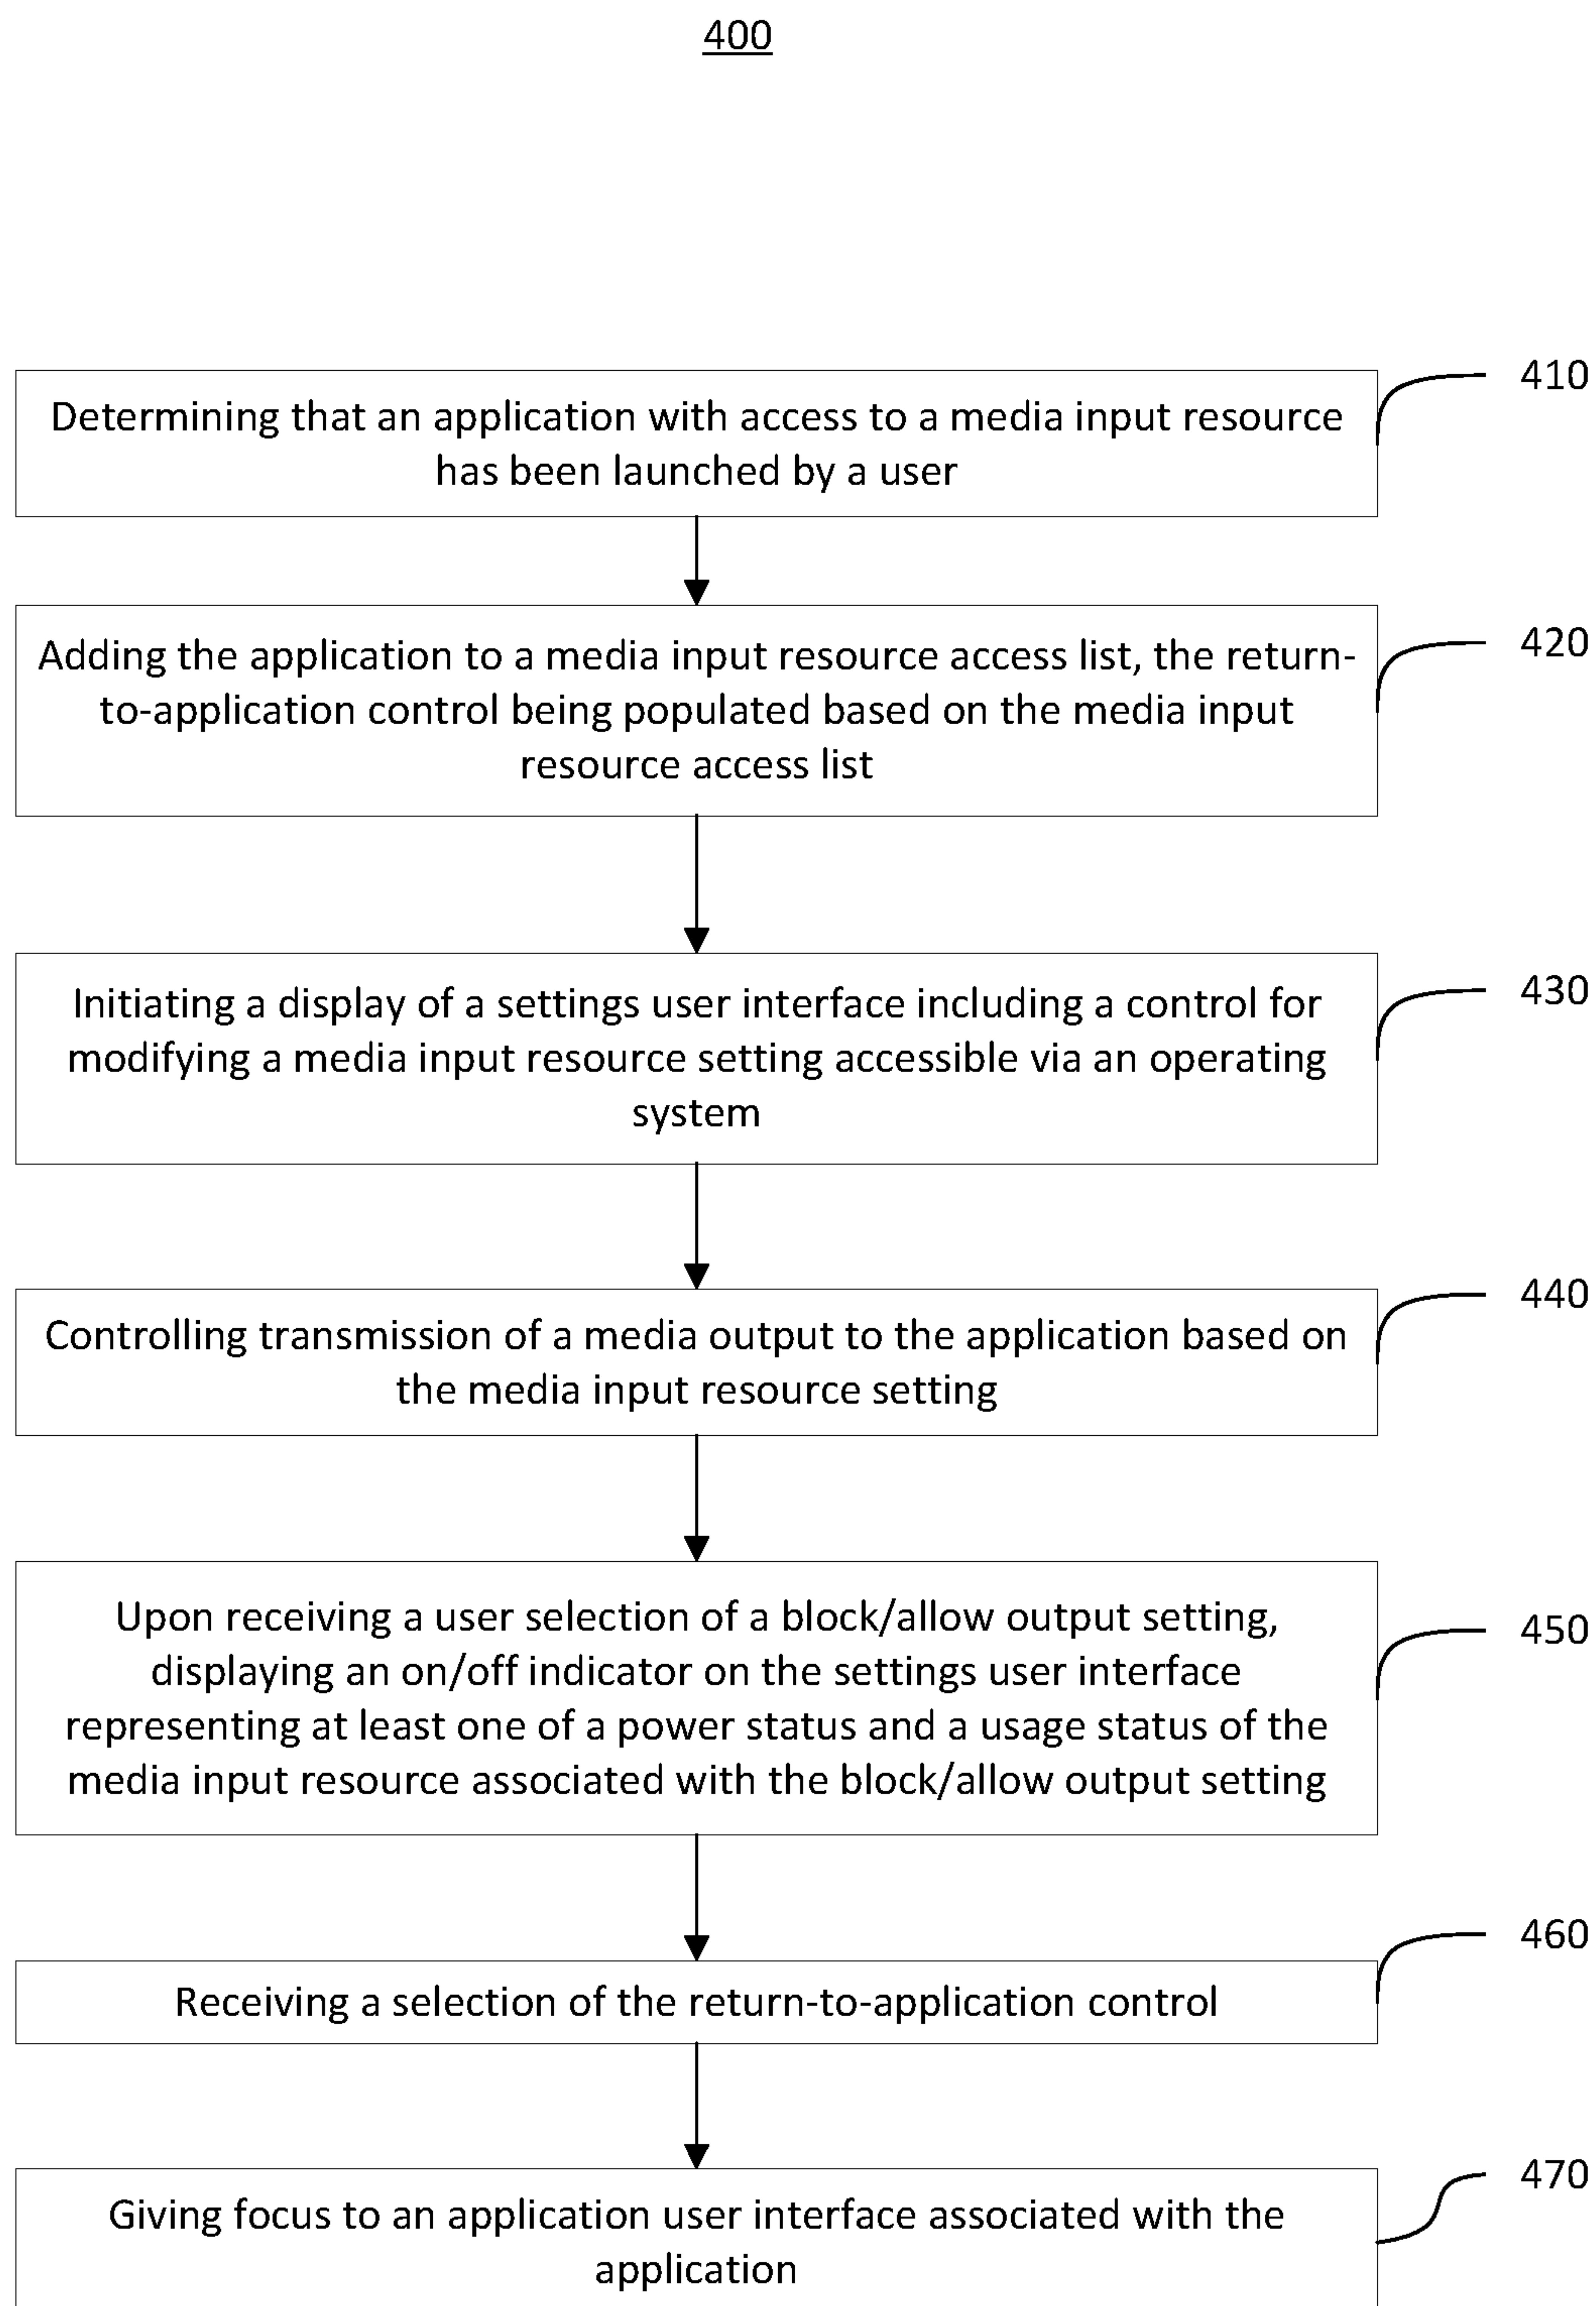 400
410
Determining that an application with access to a media input resource
has been launched by a user
420
Adding the application to a media input resource access list, the return-
to-application control being populated based on the media input
resource access list
430
Initiating a display of a settings user interface including a control for
modifying a media input resource setting accessible via an operating
system
440
Controlling transmission of a media output to the application based on
the media input resource setting
450
Upon receiving a user selection of a block/allow output setting,
displaying an on/off indicator on the settings user interface
representing at least one of a power status and a usage status of the
media input resource associated with the block/allow output setting
460
Receiving a selection of the return-to-application control
470
Giving focus to an application user interface associated with the
application